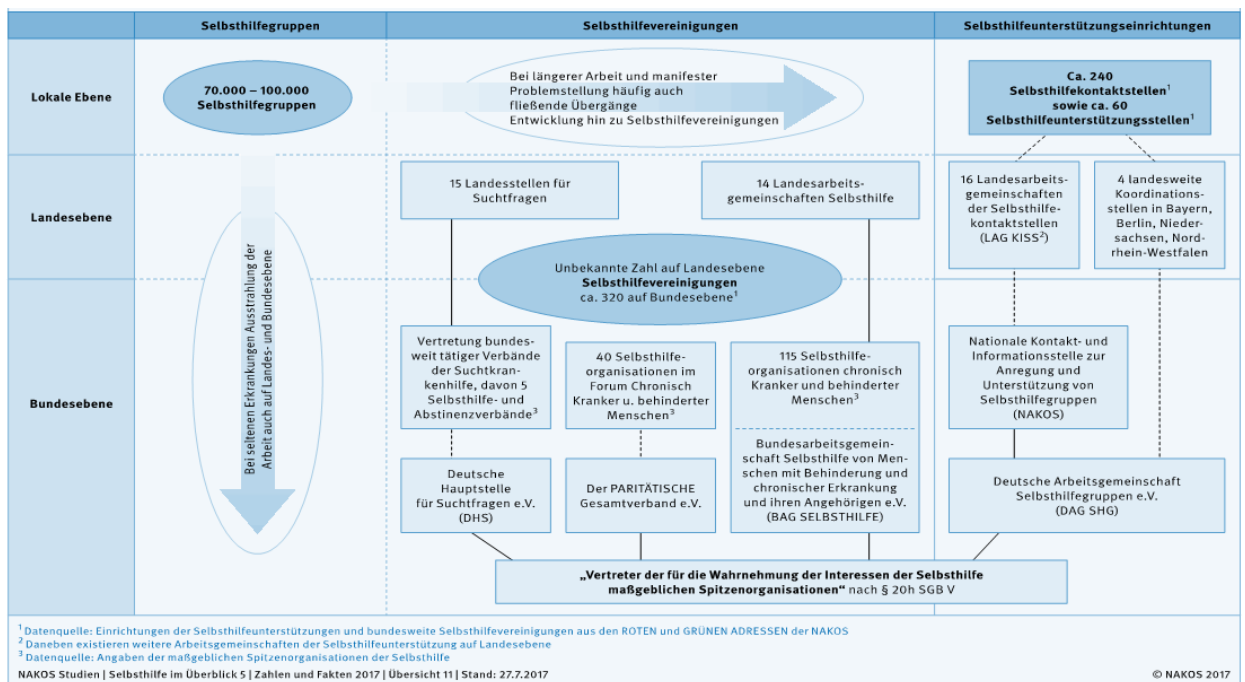 Selbsthilfegruppen
Selbsthilfevereinigungen
Selbsthilfeunterstützungseinrichtungen
Lokale Ebene
70.000 – 100.000
Selbsthilfegruppen
Bei längerer Arbeit und manifester
Problemstellung häufig auch
fließende Übergänge
Entwicklung hin zu Selbsthilfevereinigungen
Ca. 240
Selbsthilfekontaktstellen¹
sowie ca. 60
Selbsthilfeunterstützungsstellen¹
Landesebene
Bei seltenen Erkrankungen Ausstrahlung der
Arbeit auch auf Landes- und Bundesebene
15 Landesstellen für
Suchtfragen
14 Landesarbeits-
gemeinschaften Selbsthilfe
16 Landesarbeits-
gemeinschaften
der Selbsthilfe-
kontaktstellen
(LAG KISS²)
4 landesweite
Koordinations-
stellen in Bayern,
Berlin, Nieder-
sachsen, Nord-
rhein-Westfalen
Unbekannte Zahl auf Landesebene
Selbsthilfevereinigungen
ca. 320 auf Bundesebene¹
Bundesebene
Vertretung bundes-
weit tätiger Verbände
der Suchtkran-
kenhilfe, davon 5
Selbsthilfe- und
Abstinenzverbände³
40 Selbsthilfe-
organisationen im
Forum Chronisch
Kranker u. behinderter
Menschen³
115 Selbsthilfe-
organisationen chronisch
Kranker und behinderter
Menschen³
Nationale Kontakt- und
Informationsstelle zur
Anregung und
Unterstützung von
Selbsthilfegruppen
(NAKOS)
Deutsche
Hauptstelle
für Suchtfragen e.V.
(DHS)
Der PARITÄTISCHE
Gesamtverband e.V.
Bundesarbeitsgemein-
schaft Selbsthilfe von Men-
schen mit Behinderung und
chronischer Erkrankung
und ihren Angehörigen e.V.
(BAG SELBSTHILFE)
Deutsche Arbeitsgemeinschaft
Selbsthilfegruppen e.V.
(DAG SHG)
„Vertreter der für die Wahrnehmung der Interessen der Selbsthilfe
maßgeblichen Spitzenorganisationen“ nach § 20h SGB V
¹ Datenquelle: Einrichtungen der Selbsthilfeunterstützungen und bundesweite Selbsthilfevereinigungen aus den ROTEN und GRÜNEN ADRESSEN der NAKOS
² Daneben existieren weitere Arbeitsgemeinschaften der Selbsthilfeunterstützung auf Landesebene
³ Datenquelle: Angaben der maßgeblichen Spitzenorganisationen der Selbsthilfe
NAKOS Studien | Selbsthilfe im Überblick 5 | Zahlen und Fakten 2017 | Übersicht 11 | Stand: 27.7.2017
© NAKOS 2017